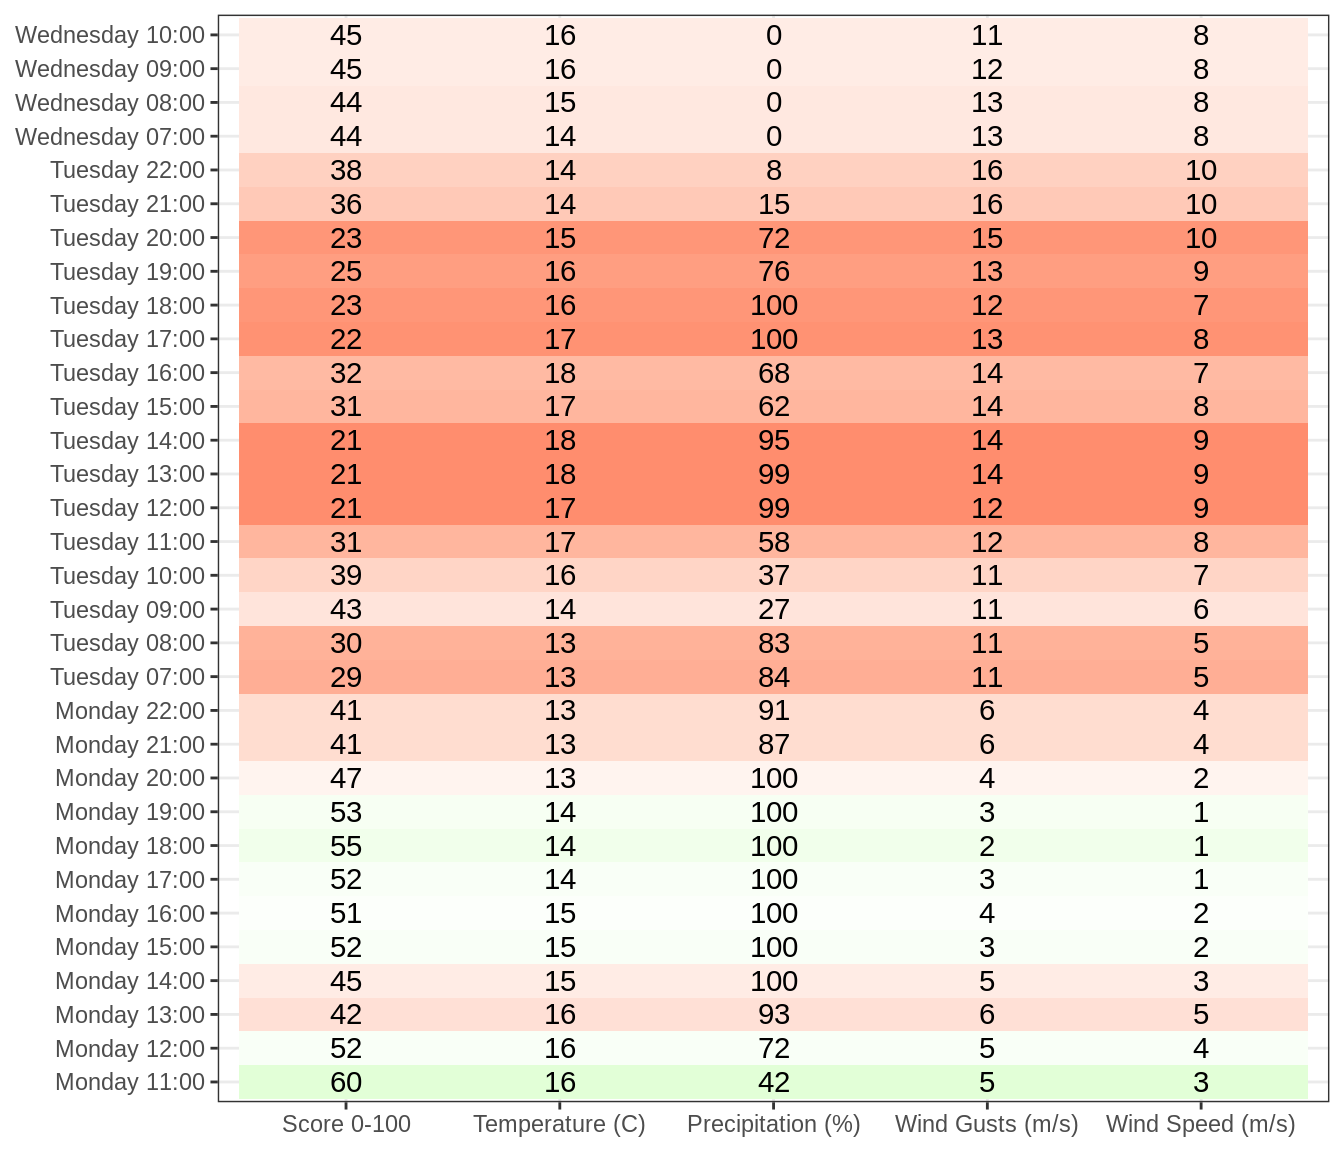 Wednesday 10:00 45 16 0 11 8
Wednesday 09:00 45 16 0 12 8
Wednesday 08:00 44 15 0 13 8
Wednesday 07:00 44 14 0 13 8
Tuesday 22:00 38 14 8 16 10
Tuesday 21:00 36 14 15 16 10
Tuesday 20:00 23 15 72 15 10
Tuesday 19:00 25 16 76 13 9
Tuesday 18:00 23 16 100 12 7
Tuesday 17:00 22 17 100 13 8
Tuesday 16:00 32 18 68 14 7
Tuesday 15:00 31 17 62 14 8
Tuesday 14:00 21 18 95 14 9
Tuesday 13:00 21 18 99 14 9
Tuesday 12:00 21 17 99 12 9
Tuesday 11:00 31 17 58 12 8
Tuesday 10:00 39 16 37 11 7
Tuesday 09:00 43 14 27 11 6
Tuesday 08:00 30 13 83 11 5
Tuesday 07:00 29 13 84 11 5
Monday 22:00 41 13 91 6 4
Monday 21:00 41 13 87 6 4
Monday 20:00 47 13 100 4 2
Monday 19:00 53 14 100 3 1
Monday 18:00 55 14 100 2 1
Monday 17:00 52 14 100 3 1
Monday 16:00 51 15 100 4 2
Monday 15:00 52 15 100 3 2
Monday 14:00 45 15 100 5 3
Monday 13:00 42 16 93 6 5
Monday 12:00 52 16 72 5 4
Monday 11:00 60 16 42 5 3
Score 0-100 Temperature (C) Precipitation (%) Wind Gusts (m/s) Wind Speed (m/s)